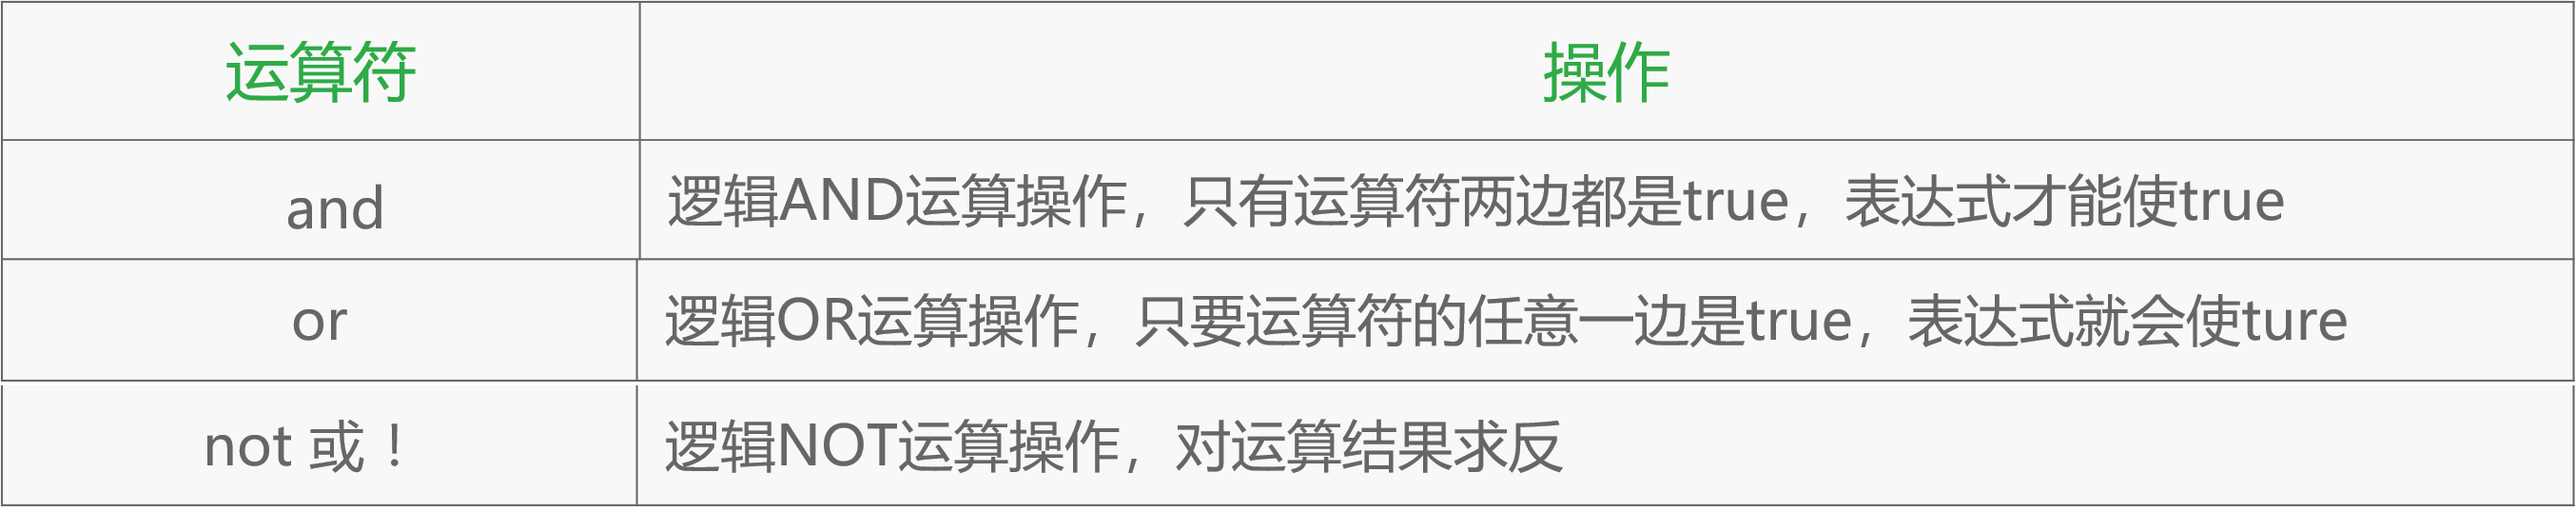 运算符
操作
and
逻辑AND运算操作，只有运算符两边都是true，表达式才能使true
or
逻辑OR运算操作，只要运算符的任意一边是true，表达式就会使ture
not 或！
逻辑NOT运算操作，对运算结果求反